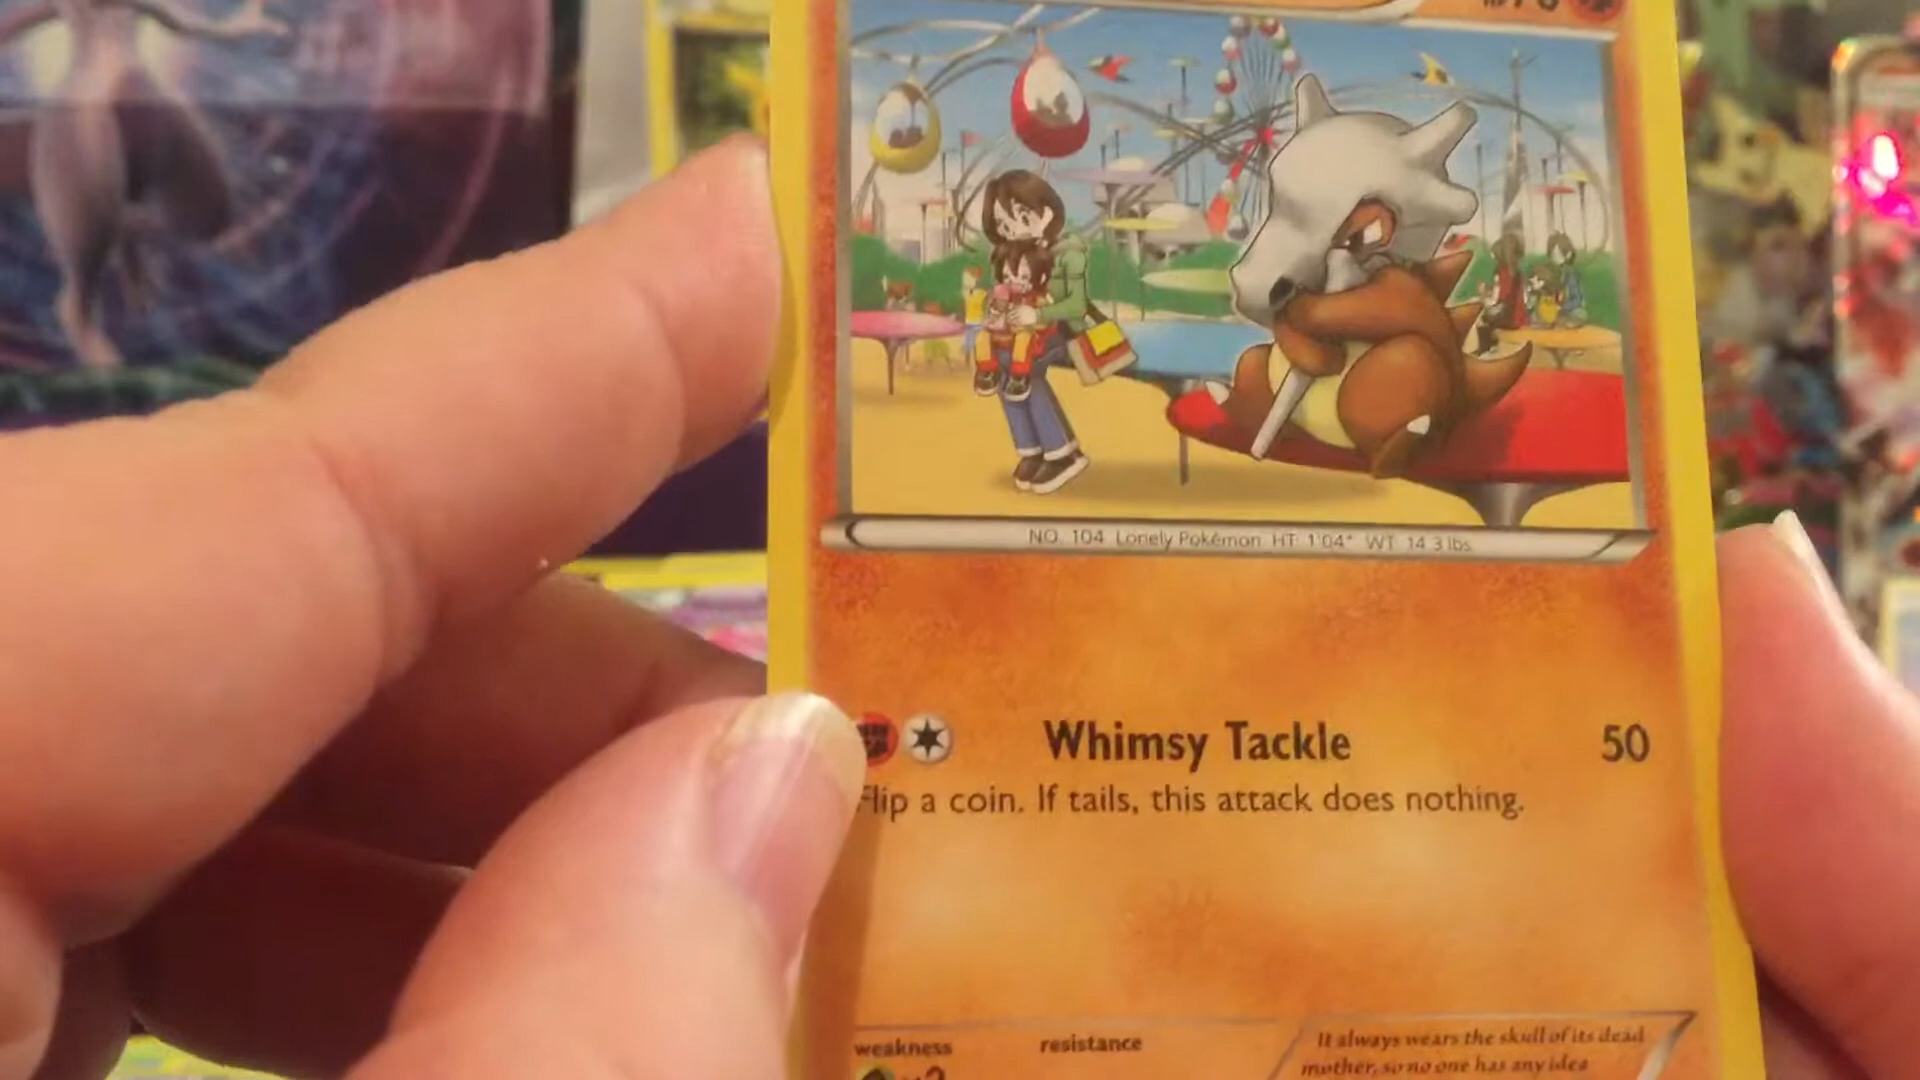 NO. 104 Lonely Pokémon HT: 1'04" WT: 14.3 lbs.
Whimsy Tackle 50
Flip a coin. If tails, this attack does nothing.
weakness resistance
×2
It always wears the skull of its dead
mother, so no one has any idea